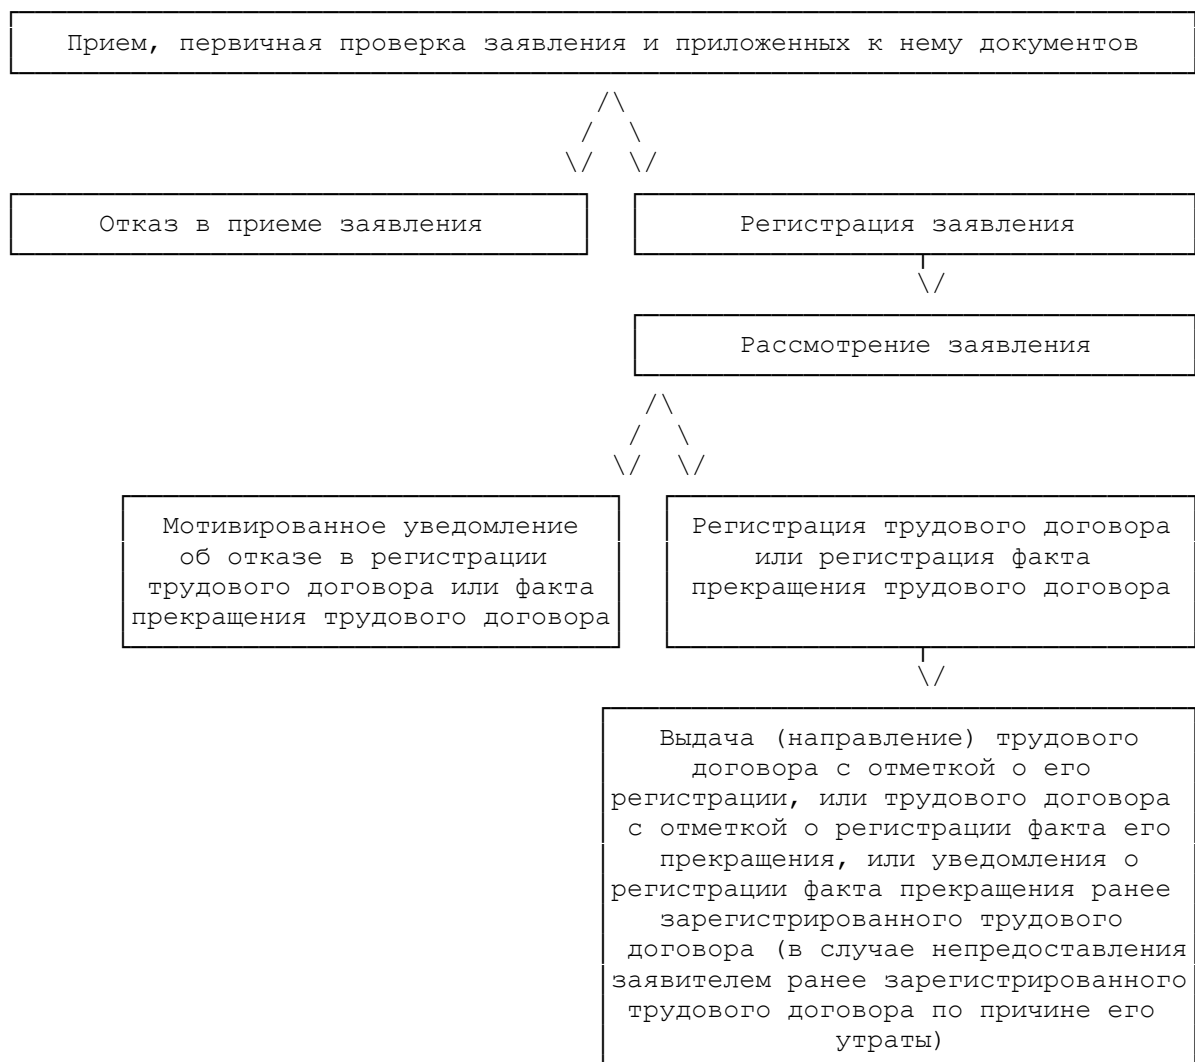 Прием, первичная проверка заявления и приложенных к нему документов
Отказ в приеме заявления
Регистрация заявления
Рассмотрение заявления
Мотивированное уведомление
об отказе в регистрации
трудового договора или факта
прекращения трудового договора
Регистрация трудового договора
или регистрация факта
прекращения трудового договора
Выдача (направление) трудового
договора с отметкой о его
регистрации, или трудового договора
с отметкой о регистрации факта его
прекращения, или уведомления о
регистрации факта прекращения ранее
зарегистрированного трудового
договора (в случае непредоставления
заявителем ранее зарегистрированного
трудового договора по причине его
утраты)